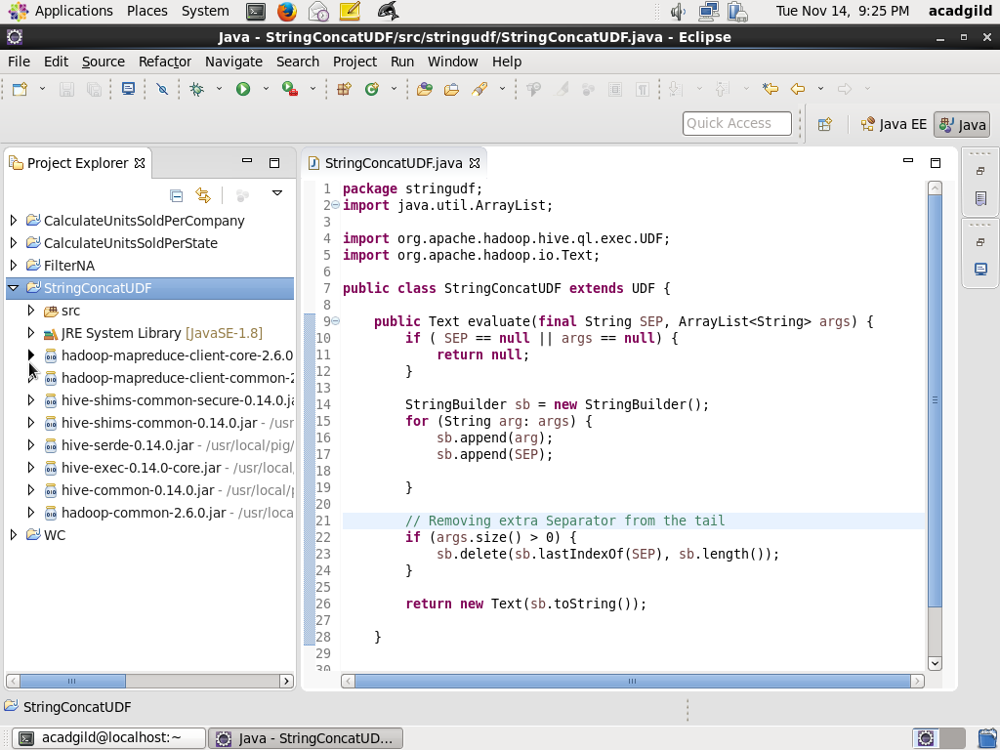 Applications Places System Tue Nov 14, 9:25 PM acadgild
Java - StringConcatUDF/src/stringudf/StringConcatUDF.java - Eclipse
File Edit Source Refactor Navigate Search Project Run Window Help
Quick Access Java EE Java
Project Explorer
CalculateUnitsSoldPerCompany
CalculateUnitsSoldPerState
FilterNA
StringConcatUDF
src
JRE System Library [JavaSE-1.8]
hadoop-mapreduce-client-core-2.6.0
hadoop-mapreduce-client-common-2
hive-shims-common-secure-0.14.0.ja
hive-shims-common-0.14.0.jar - /usr
hive-serde-0.14.0.jar - /usr/local/pig/
hive-exec-0.14.0-core.jar - /usr/local/
hive-common-0.14.0.jar - /usr/local/p
hadoop-common-2.6.0.jar - /usr/loca
WC
StringConcatUDF.java
1 package stringudf;
2 import java.util.ArrayList;
3
4 import org.apache.hadoop.hive.ql.exec.UDF;
5 import org.apache.hadoop.io.Text;
6
7 public class StringConcatUDF extends UDF {
8
9 public Text evaluate(final String SEP, ArrayList<String> args) {
10 if ( SEP == null || args == null) {
11 return null;
12 }
13
14 StringBuilder sb = new StringBuilder();
15 for (String arg: args) {
16 sb.append(arg);
17 sb.append(SEP);
18
19 }
20
21 // Removing extra Separator from the tail
22 if (args.size() > 0) {
23 sb.delete(sb.lastIndexOf(SEP), sb.length());
24 }
25
26 return new Text(sb.toString());
27
28 }
29
30
StringConcatUDF
acadgild@localhost:~ Java - StringConcatUD...